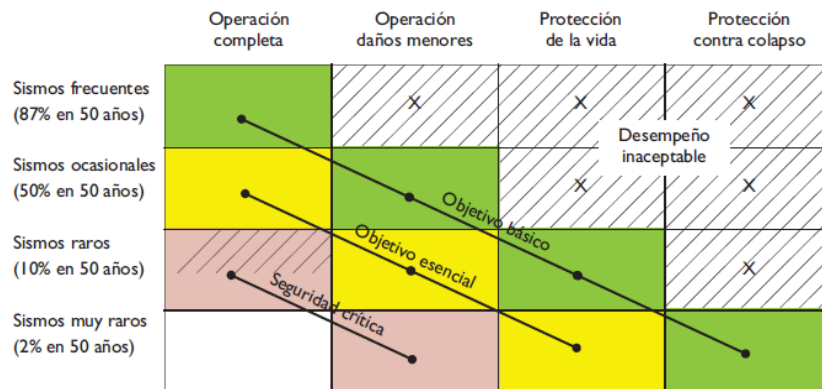 Operación
completa
Operación
daños menores
Protección
de la vida
Protección
contra colapso
Sismos frecuentes
(87% en 50 años)
X
X
X
Desempeño
inaceptable
Sismos ocasionales
(50% en 50 años)
X
X
Objetivo básico
Sismos raros
(10% en 50 años)
Objetivo esencial
X
Seguridad crítica
Sismos muy raros
(2% en 50 años)